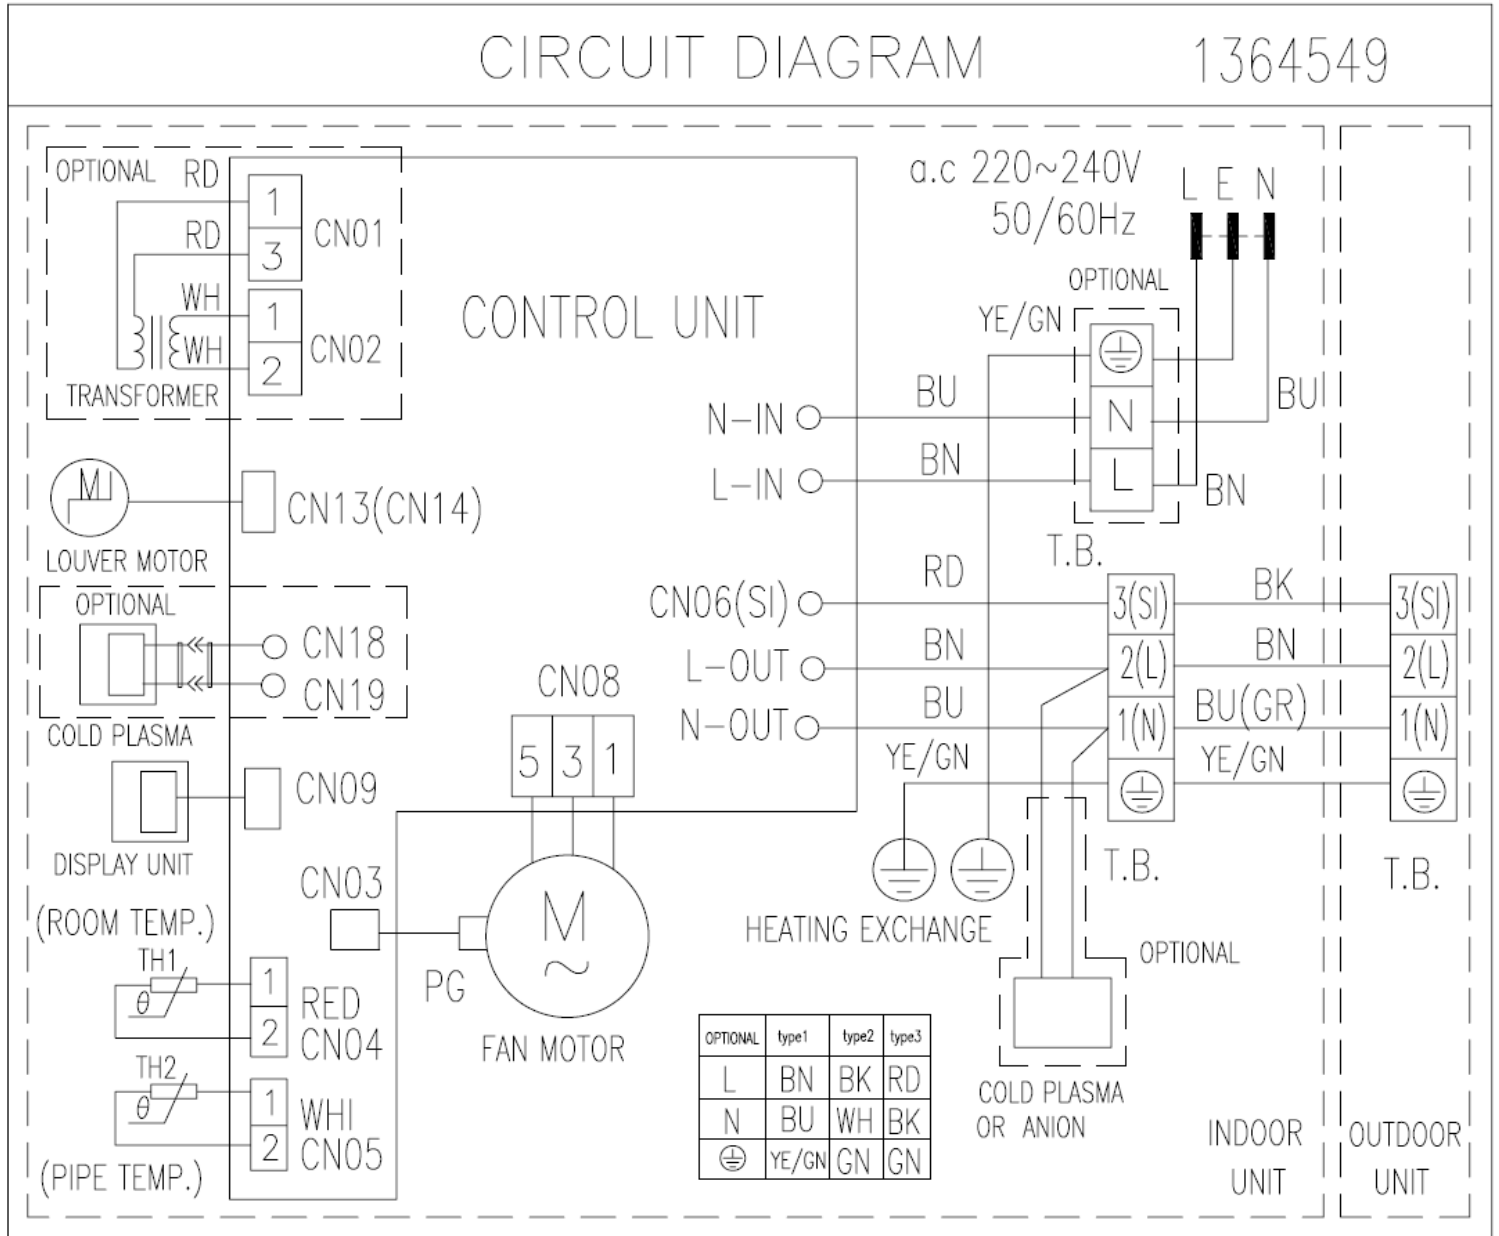 CIRCUIT DIAGRAM 1364549
OPTIONAL RD
1
RD
CN01
3
WH
1
WH
CN02
2
TRANSFORMER
CONTROL UNIT
a.c 220~240V
50/60Hz
L E N
OPTIONAL
YE/GN
N
L
BU
BN
T.B.
N-IN BU
L-IN BN
M
CN13(CN14)
LOUVER MOTOR
OPTIONAL
CN18
CN19
COLD PLASMA
CN09
DISPLAY UNIT
CN06(SI) RD 3(SI) BK 3(SI)
L-OUT BN 2(L) BN 2(L)
N-OUT BU 1(N) BU(GR) 1(N)
YE/GN YE/GN
T.B. T.B.
HEATING EXCHANGE
CN08
5 3 1
CN03
M
~
PG
FAN MOTOR
(ROOM TEMP.)
TH1
θ
1
2
RED
CN04
TH2
θ
1
2
WHI
CN05
(PIPE TEMP.)
OPTIONAL
COLD PLASMA
OR ANION
OPTIONAL type1 type2 type3
L BN BK RD
N BU WH BK
YE/GN GN GN
INDOOR
UNIT
OUTDOOR
UNIT